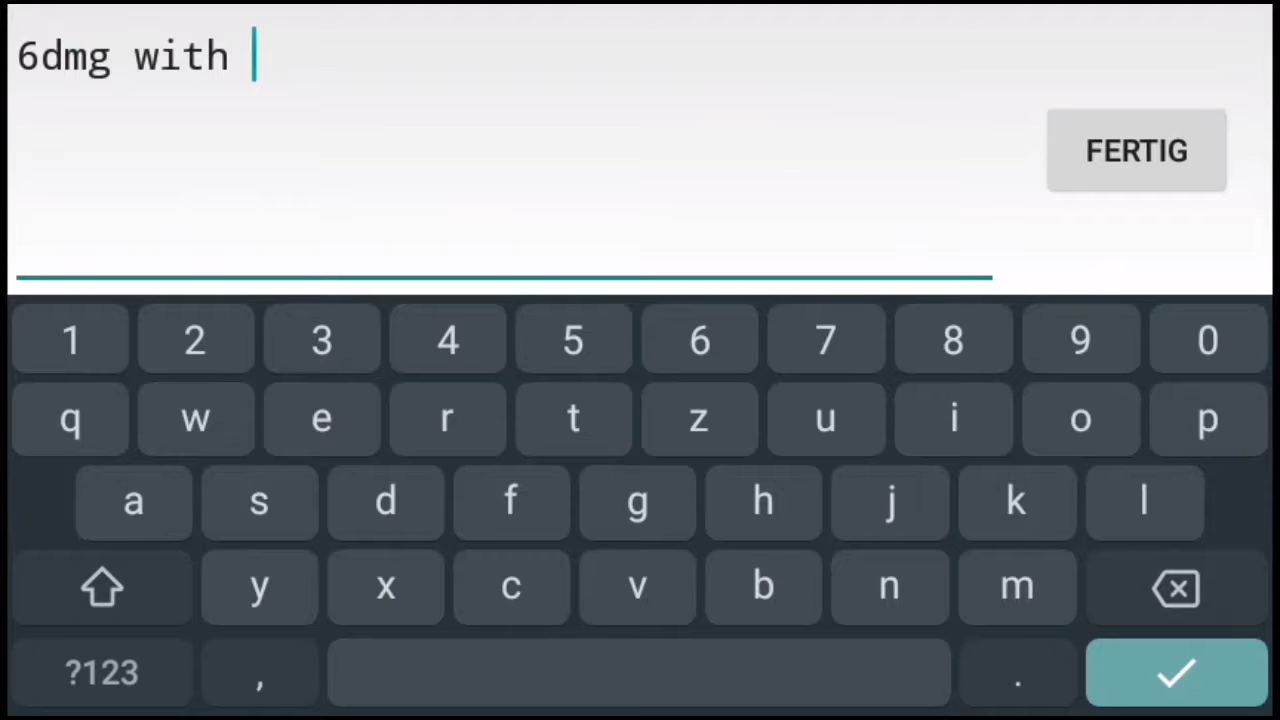 6dmg with
FERTIG
1 2 3 4 5 6 7 8 9 0
q w e r t z u i o p
a s d f g h j k l
y x c v b n m
?123 , .